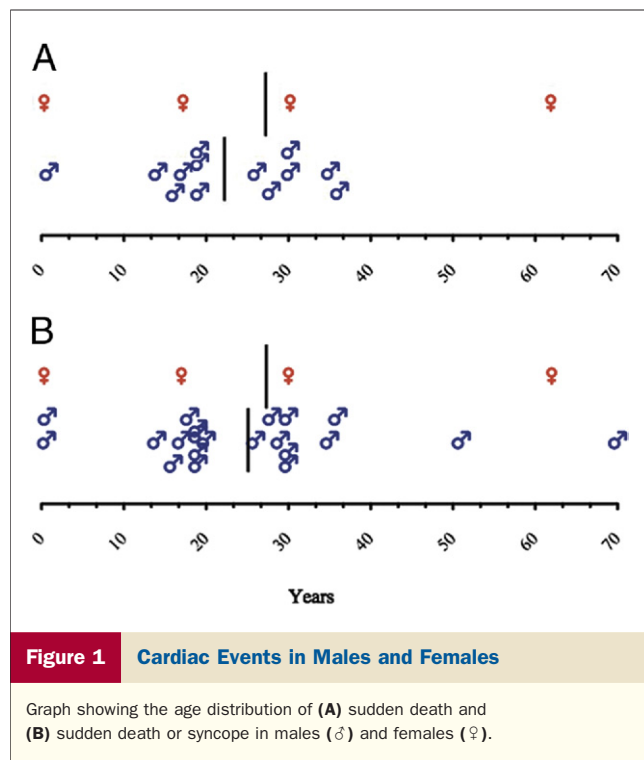 A
0 10 20 30 40 50 60 70
B
0 10 20 30 40 50 60 70
Years
Figure 1 Cardiac Events in Males and Females
Graph showing the age distribution of (A) sudden death and
(B) sudden death or syncope in males (♂) and females (♀).